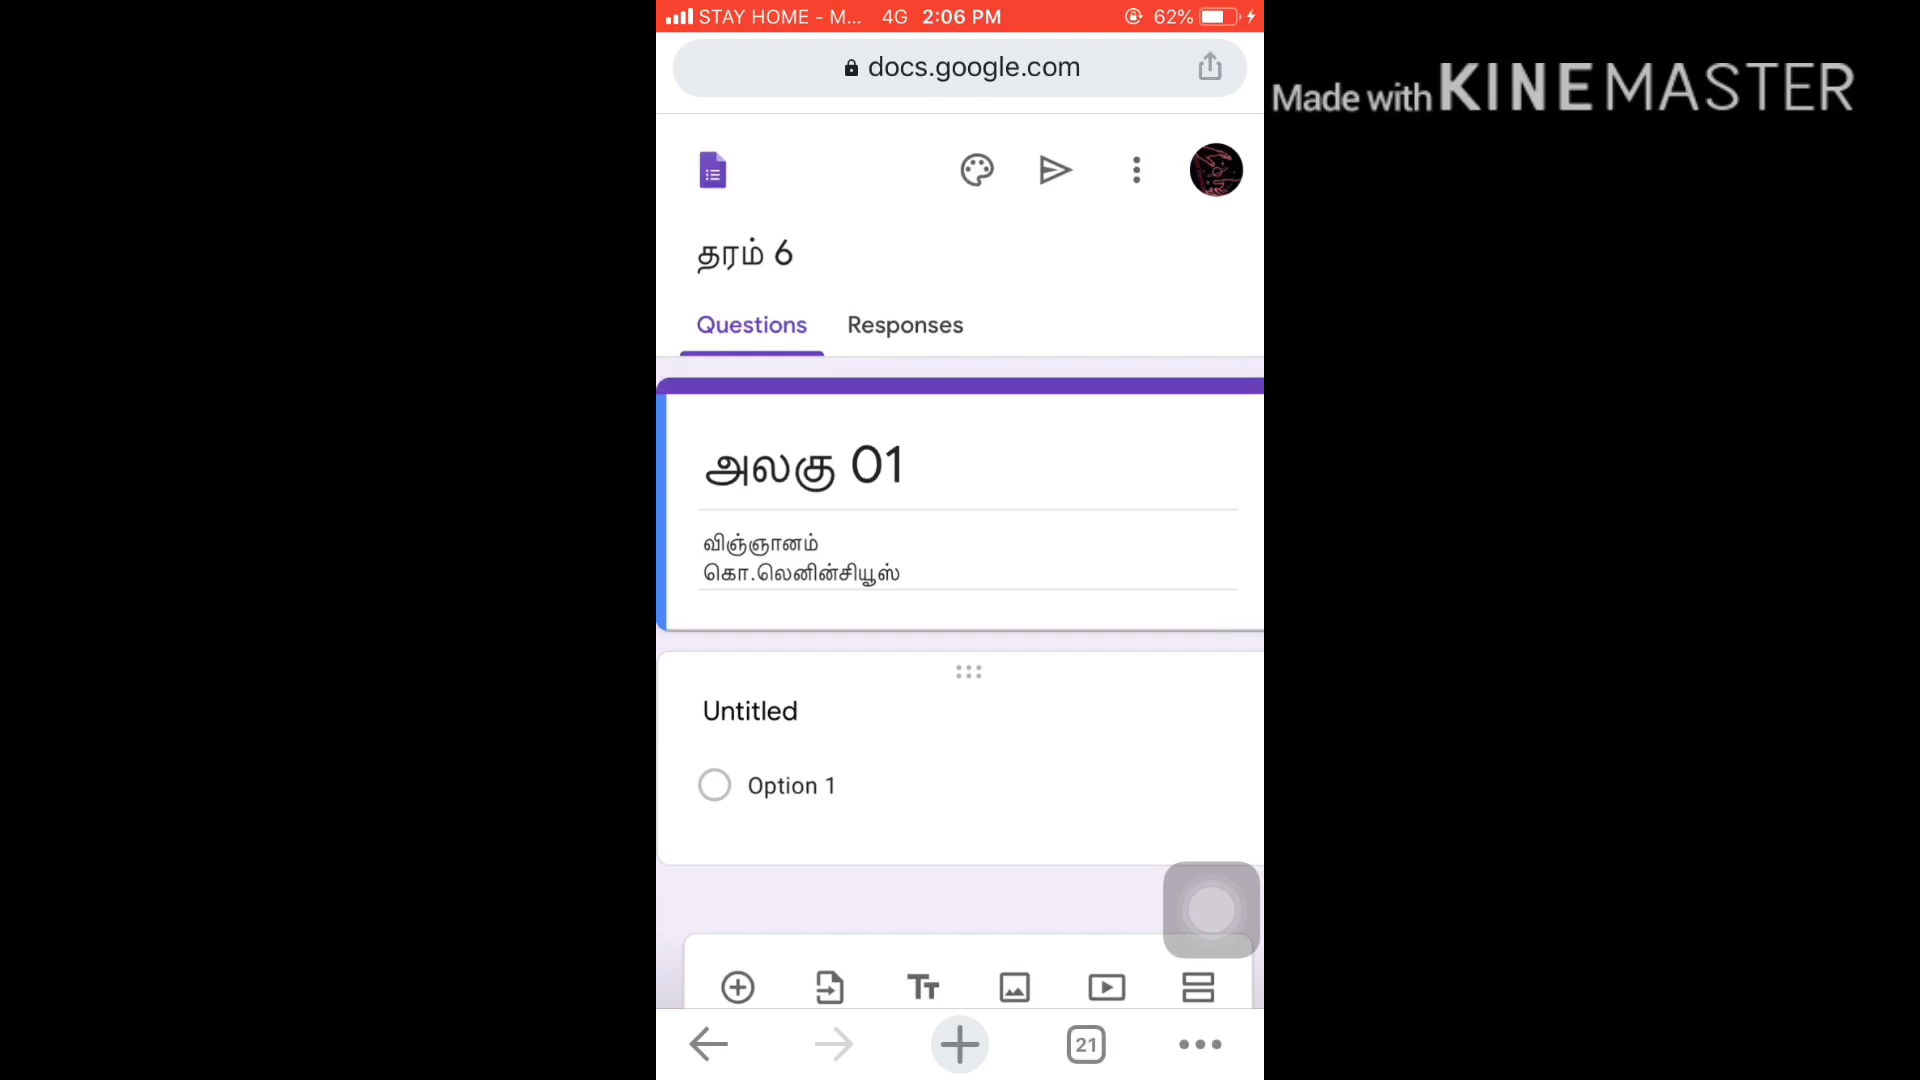 STAY HOME - M... 4G 2:06 PM 62%
docs.google.com
Made with KINEMASTER
தரம் 6
Questions Responses
அலகு 01
விஞ்ஞானம்
கொ.லெனின்சியூஸ்
Untitled
Option 1
Tт
21